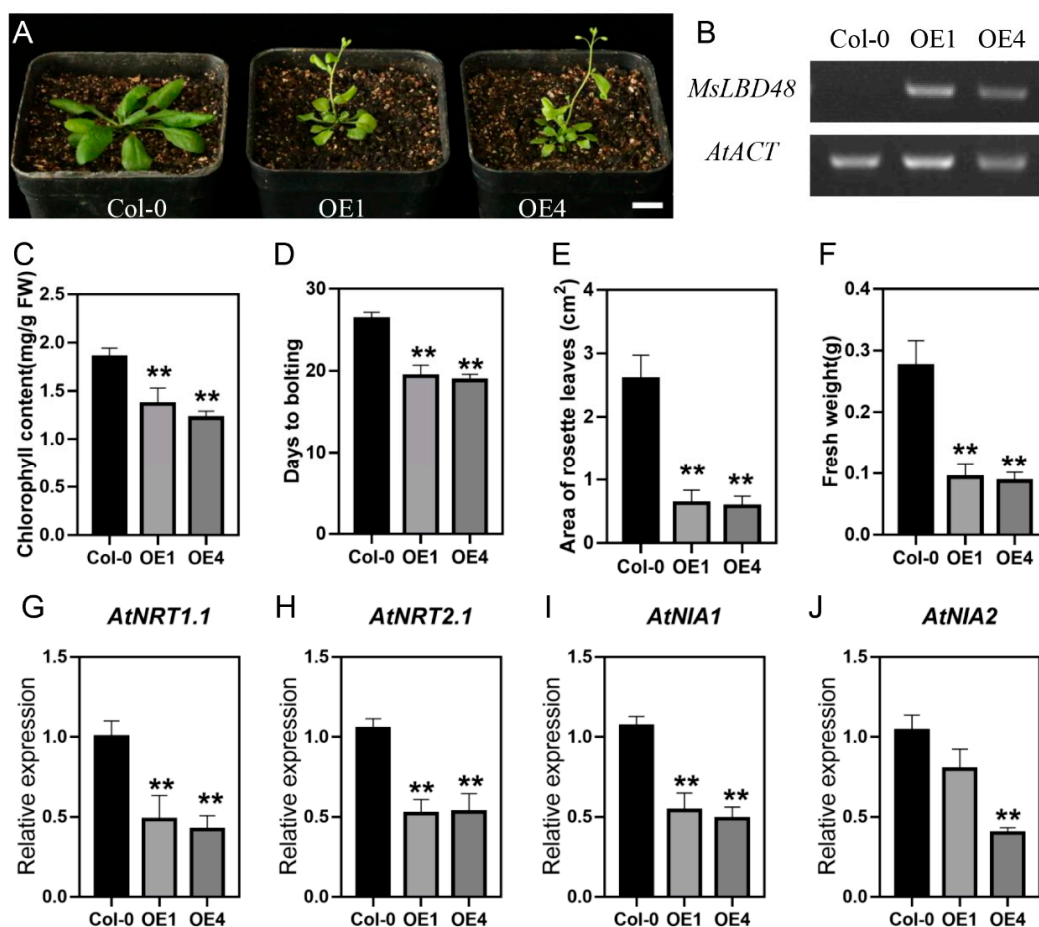 A
Col-0 OE1 OE4
B
Col-0 OE1 OE4
MsLBD48
AtACT
C
Chlorophyll content(mg/g FW)
2.5
2.0
1.5
1.0
0.5
0.0
** **
Col-0 OE1 OE4
D
Days to bolting
30
20
10
0
** **
Col-0 OE1 OE4
E
Area of rosette leaves (cm2)
4
3
2
1
0
** **
Col-0 OE1 OE4
F
Fresh weight(g)
0.4
0.3
0.2
0.1
0.0
** **
Col-0 OE1 OE4
G
AtNRT1.1
Relative expression
1.5
1.0
0.5
0.0
** **
Col-0 OE1 OE4
H
AtNRT2.1
Relative expression
1.5
1.0
0.5
0.0
** **
Col-0 OE1 OE4
I
AtNIA1
Relative expression
1.5
1.0
0.5
0.0
** **
Col-0 OE1 OE4
J
AtNIA2
Relative expression
1.5
1.0
0.5
0.0
**
Col-0 OE1 OE4